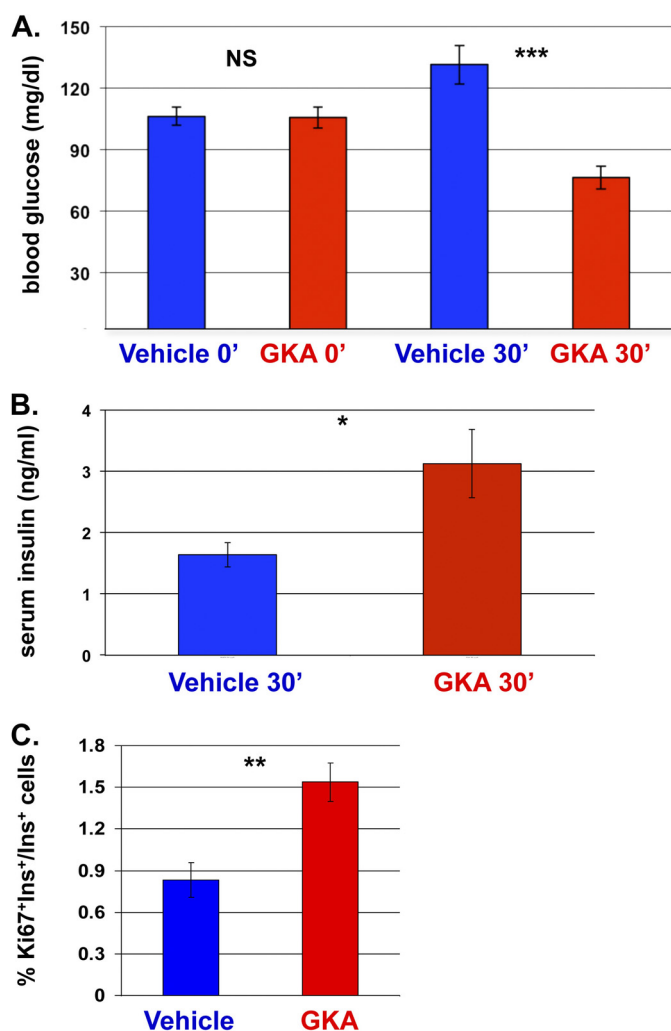 A.
blood glucose (mg/dl)
150
120
90
60
30
NS
***
Vehicle 0’ GKA 0’ Vehicle 30’ GKA 30’
B.
serum insulin (ng/ml)
4
3
2
1
0
*
Vehicle 30’ GKA 30’
C.
% Ki67⁺Ins⁺/Ins⁺ cells
1.8
1.5
1.2
0.9
0.6
0.3
0
**
Vehicle GKA